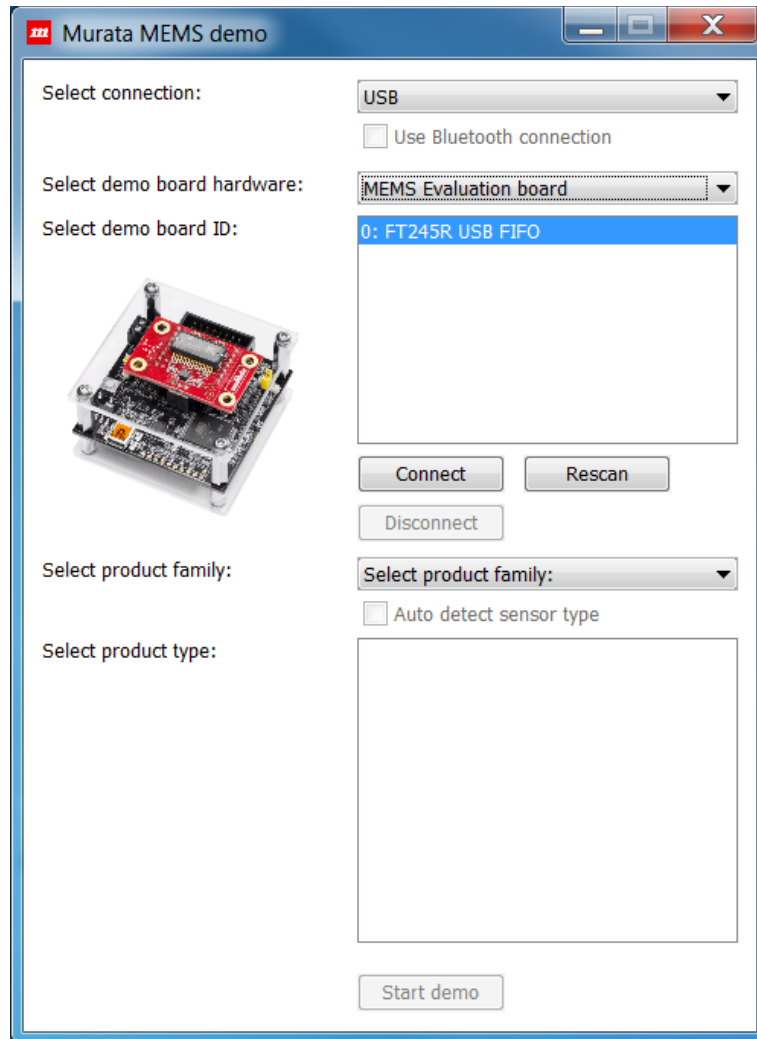 Murata MEMS demo
Select connection:
USB
Use Bluetooth connection
Select demo board hardware:
MEMS Evaluation board
Select demo board ID:
0: FT245R USB FIFO
Connect
Rescan
Disconnect
Select product family:
Select product family:
Auto detect sensor type
Select product type:
Start demo